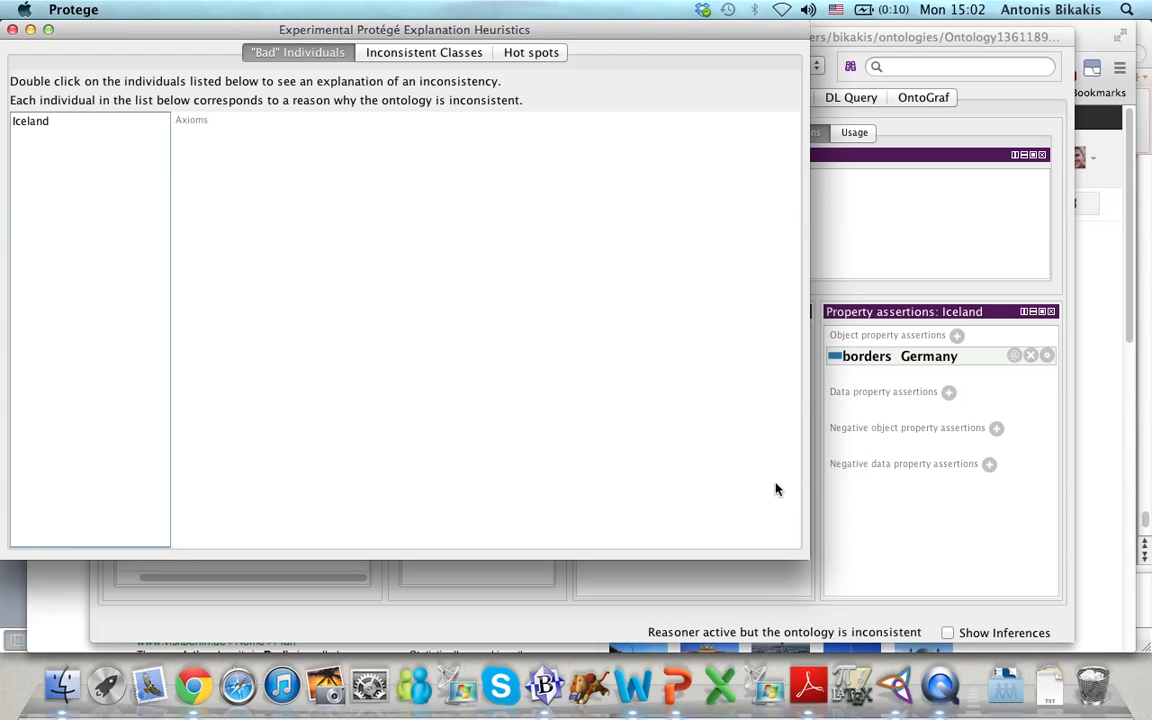 Protege
(0:10) Mon 15:02 Antonis Bikakis
Experimental Protégé Explanation Heuristics
ers/bikakis/ontologies/Ontology1361189...
"Bad" Individuals Inconsistent Classes Hot spots
Double click on the individuals listed below to see an explanation of an inconsistency.
Each individual in the list below corresponds to a reason why the ontology is inconsistent.
DL Query OntoGraf
ookmarks
Iceland
Axioms
ns Usage
Property assertions: Iceland
Object property assertions
borders Germany
Data property assertions
Negative object property assertions
Negative data property assertions
Reasoner active but the ontology is inconsistent Show Inferences
LATEX
TXT